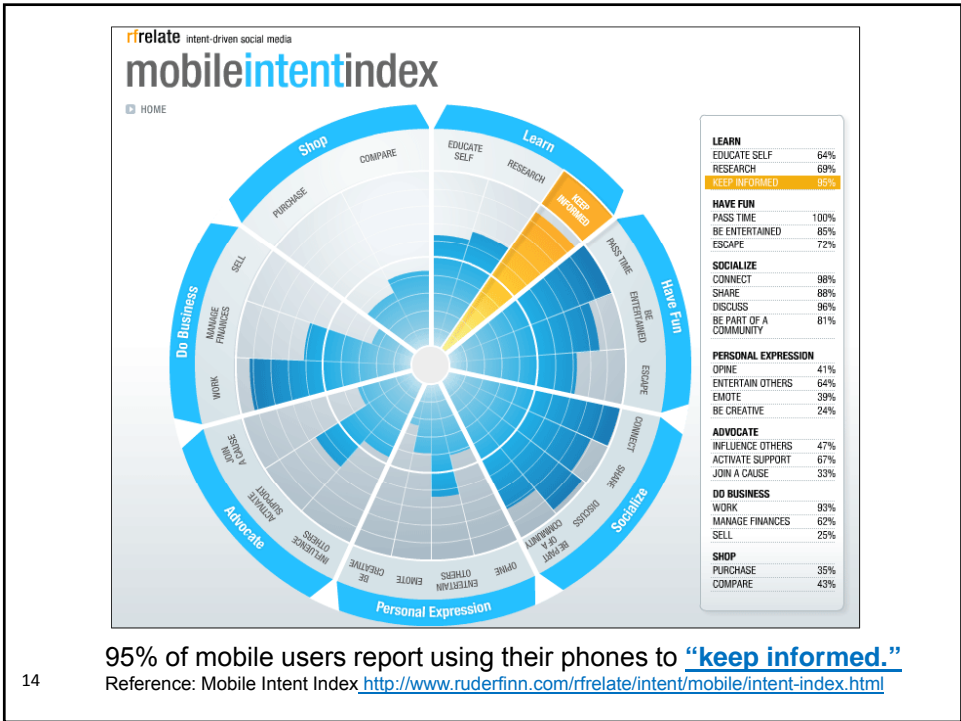 rfrelate intent-driven social media
mobileintentindex
HOME
Shop
COMPARE
PURCHASE
Learn
EDUCATE
SELF
RESEARCH
KEEP
INFORMED
Have Fun
PASS TIME
BE
ENTERTAINED
ESCAPE
Socialize
CONNECT
SHARE
DISCUSS
BE PART
OF A
COMMUNITY
Personal Expression
OPINE
ENTERTAIN
OTHERS
EMOTE
BE
CREATIVE
Advocate
INFLUENCE
OTHERS
ACTIVATE
SUPPORT
JOIN
A CAUSE
Do Business
WORK
MANAGE
FINANCES
SELL
LEARN
EDUCATE SELF 64%
RESEARCH 69%
KEEP INFORMED 95%
HAVE FUN
PASS TIME 100%
BE ENTERTAINED 85%
ESCAPE 72%
SOCIALIZE
CONNECT 98%
SHARE 88%
DISCUSS 96%
BE PART OF A 81%
COMMUNITY
PERSONAL EXPRESSION
OPINE 41%
ENTERTAIN OTHERS 64%
EMOTE 39%
BE CREATIVE 24%
ADVOCATE
INFLUENCE OTHERS 47%
ACTIVATE SUPPORT 67%
JOIN A CAUSE 33%
DO BUSINESS
WORK 93%
MANAGE FINANCES 62%
SELL 25%
SHOP
PURCHASE 35%
COMPARE 43%
95% of mobile users report using their phones to “keep informed.”
Reference: Mobile Intent Index http://www.ruderfinn.com/rfrelate/intent/mobile/intent-index.html
14